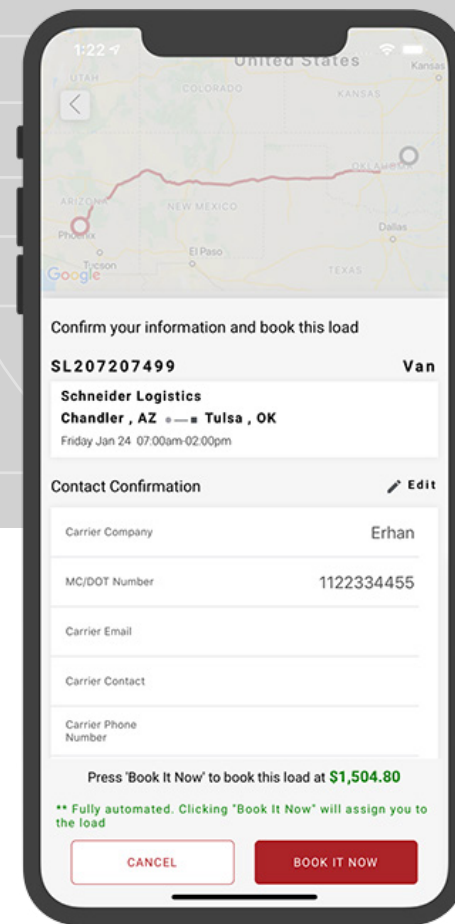 1:22
United States
UTAH
COLORADO
KANSAS
Kansas
OKLAHOMA
ARIZONA
NEW MEXICO
Phoenix
Dallas
Tucson
El Paso
TEXAS
Google
Confirm your information and book this load
SL207207499 Van
Schneider Logistics
Chandler , AZ Tulsa , OK
Friday Jan 24 07:00am-02:00pm
Contact Confirmation Edit
Carrier Company Erhan
MC/DOT Number 1122334455
Carrier Email
Carrier Contact
Carrier Phone
Number
Press 'Book It Now' to book this load at $1,504.80
** Fully automated. Clicking "Book It Now" will assign you to
the load
CANCEL BOOK IT NOW